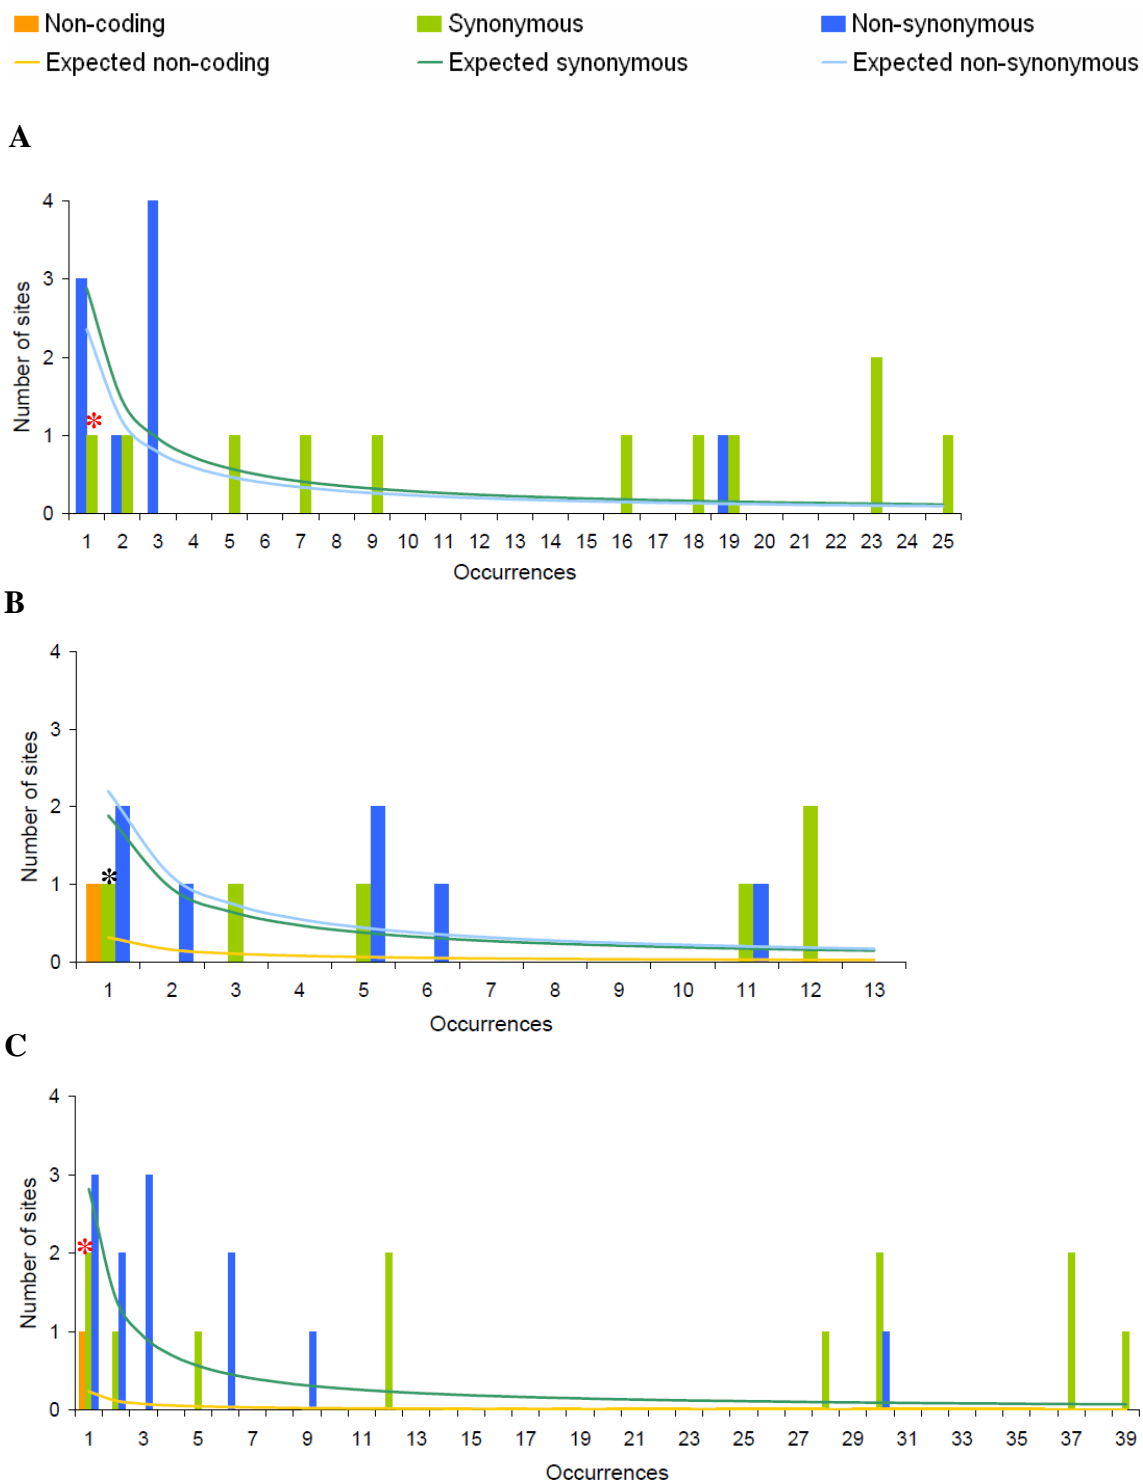 Non-coding Synonymous Non-synonymous
Expected non-coding Expected synonymous Expected non-synonymous
A
4
3
2
1
0
Number of sites
1 2 3 4 5 6 7 8 9 10 11 12 13 14 15 16 17 18 19 20 21 22 23 24 25
Occurrences
*
B
4
3
2
1
0
Number of sites
1 2 3 4 5 6 7 8 9 10 11 12 13
Occurrences
*
C
4
3
2
1
0
Number of sites
1 3 5 7 9 11 13 15 17 19 21 23 25 27 29 31 33 35 37 39
Occurrences
*